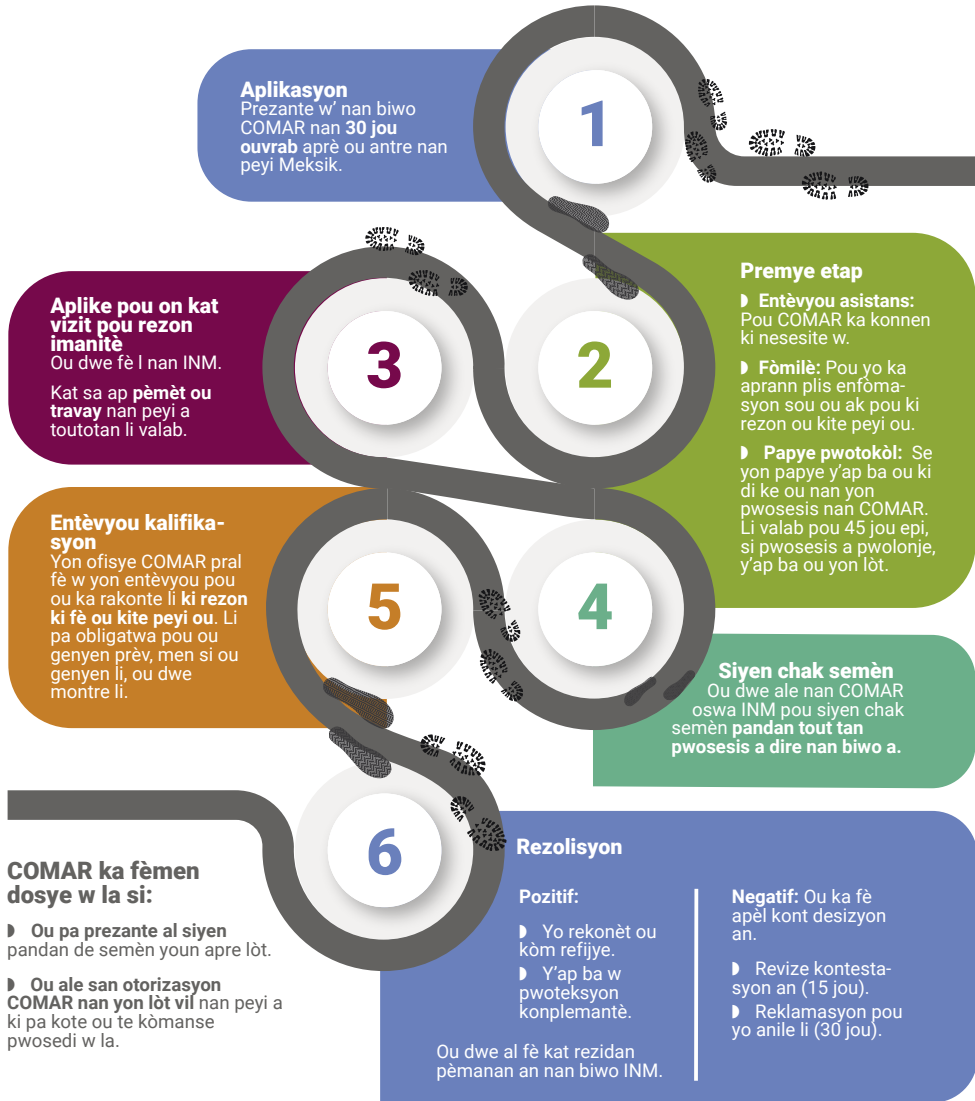 1
Aplikasyon
Prezante w' nan biwo
COMAR nan 30 jou
ouvrab aprè ou antre nan
peyi Meksik.
2
Premye etap
◗ Entèvyou asistans:
Pou COMAR ka konnen
ki nesesite w.
◗ Fòmilè: Pou yo ka
aprann plis enfòma-
syon sou ou ak pou ki
rezon ou kite peyi ou.
◗ Papye pwotokòl: Se
yon papye y'ap ba ou ki
di ke ou nan yon
pwosesis nan COMAR.
Li valab pou 45 jou epi,
si pwosesis a pwolonje,
y'ap ba ou yon lòt.
3
Aplike pou on kat
vizit pou rezon
imanitè
Ou dwe fè l nan INM.
Kat sa ap pèmèt ou
travay nan peyi a
toutotan li valab.
4
Siyen chak semèn
Ou dwe ale nan COMAR
oswa INM pou siyen chak
semèn pandan tout tan
pwosesis a dire nan biwo a.
5
Entèvyou kalifika-
syon
Yon ofisye COMAR pral
fè w yon entèvyou pou
ou ka rakonte li ki rezon
ki fè ou kite peyi ou. Li
pa obligatwa pou ou
genyen prèv, men si ou
genyen li, ou dwe
montre li.
6
Rezolisyon
Pozitif:
◗ Yo rekonèt ou
kòm refijye.
◗ Y'ap ba w
pwoteksyon
konplemantè.
Ou dwe al fè kat rezidan
pèmanan an nan biwo INM.
Negatif: Ou ka fè
apèl kont desizyon
an.
◗ Revize kontesta-
syon an (15 jou).
◗ Reklamasyon pou
yo anile li (30 jou).
COMAR ka fèmen
dosye w la si:
◗ Ou pa prezante al siyen
pandan de semèn youn apre lòt.
◗ Ou ale san otorizasyon
COMAR nan yon lòt vil nan peyi a
ki pa kote ou te kòmanse
pwosedi w la.